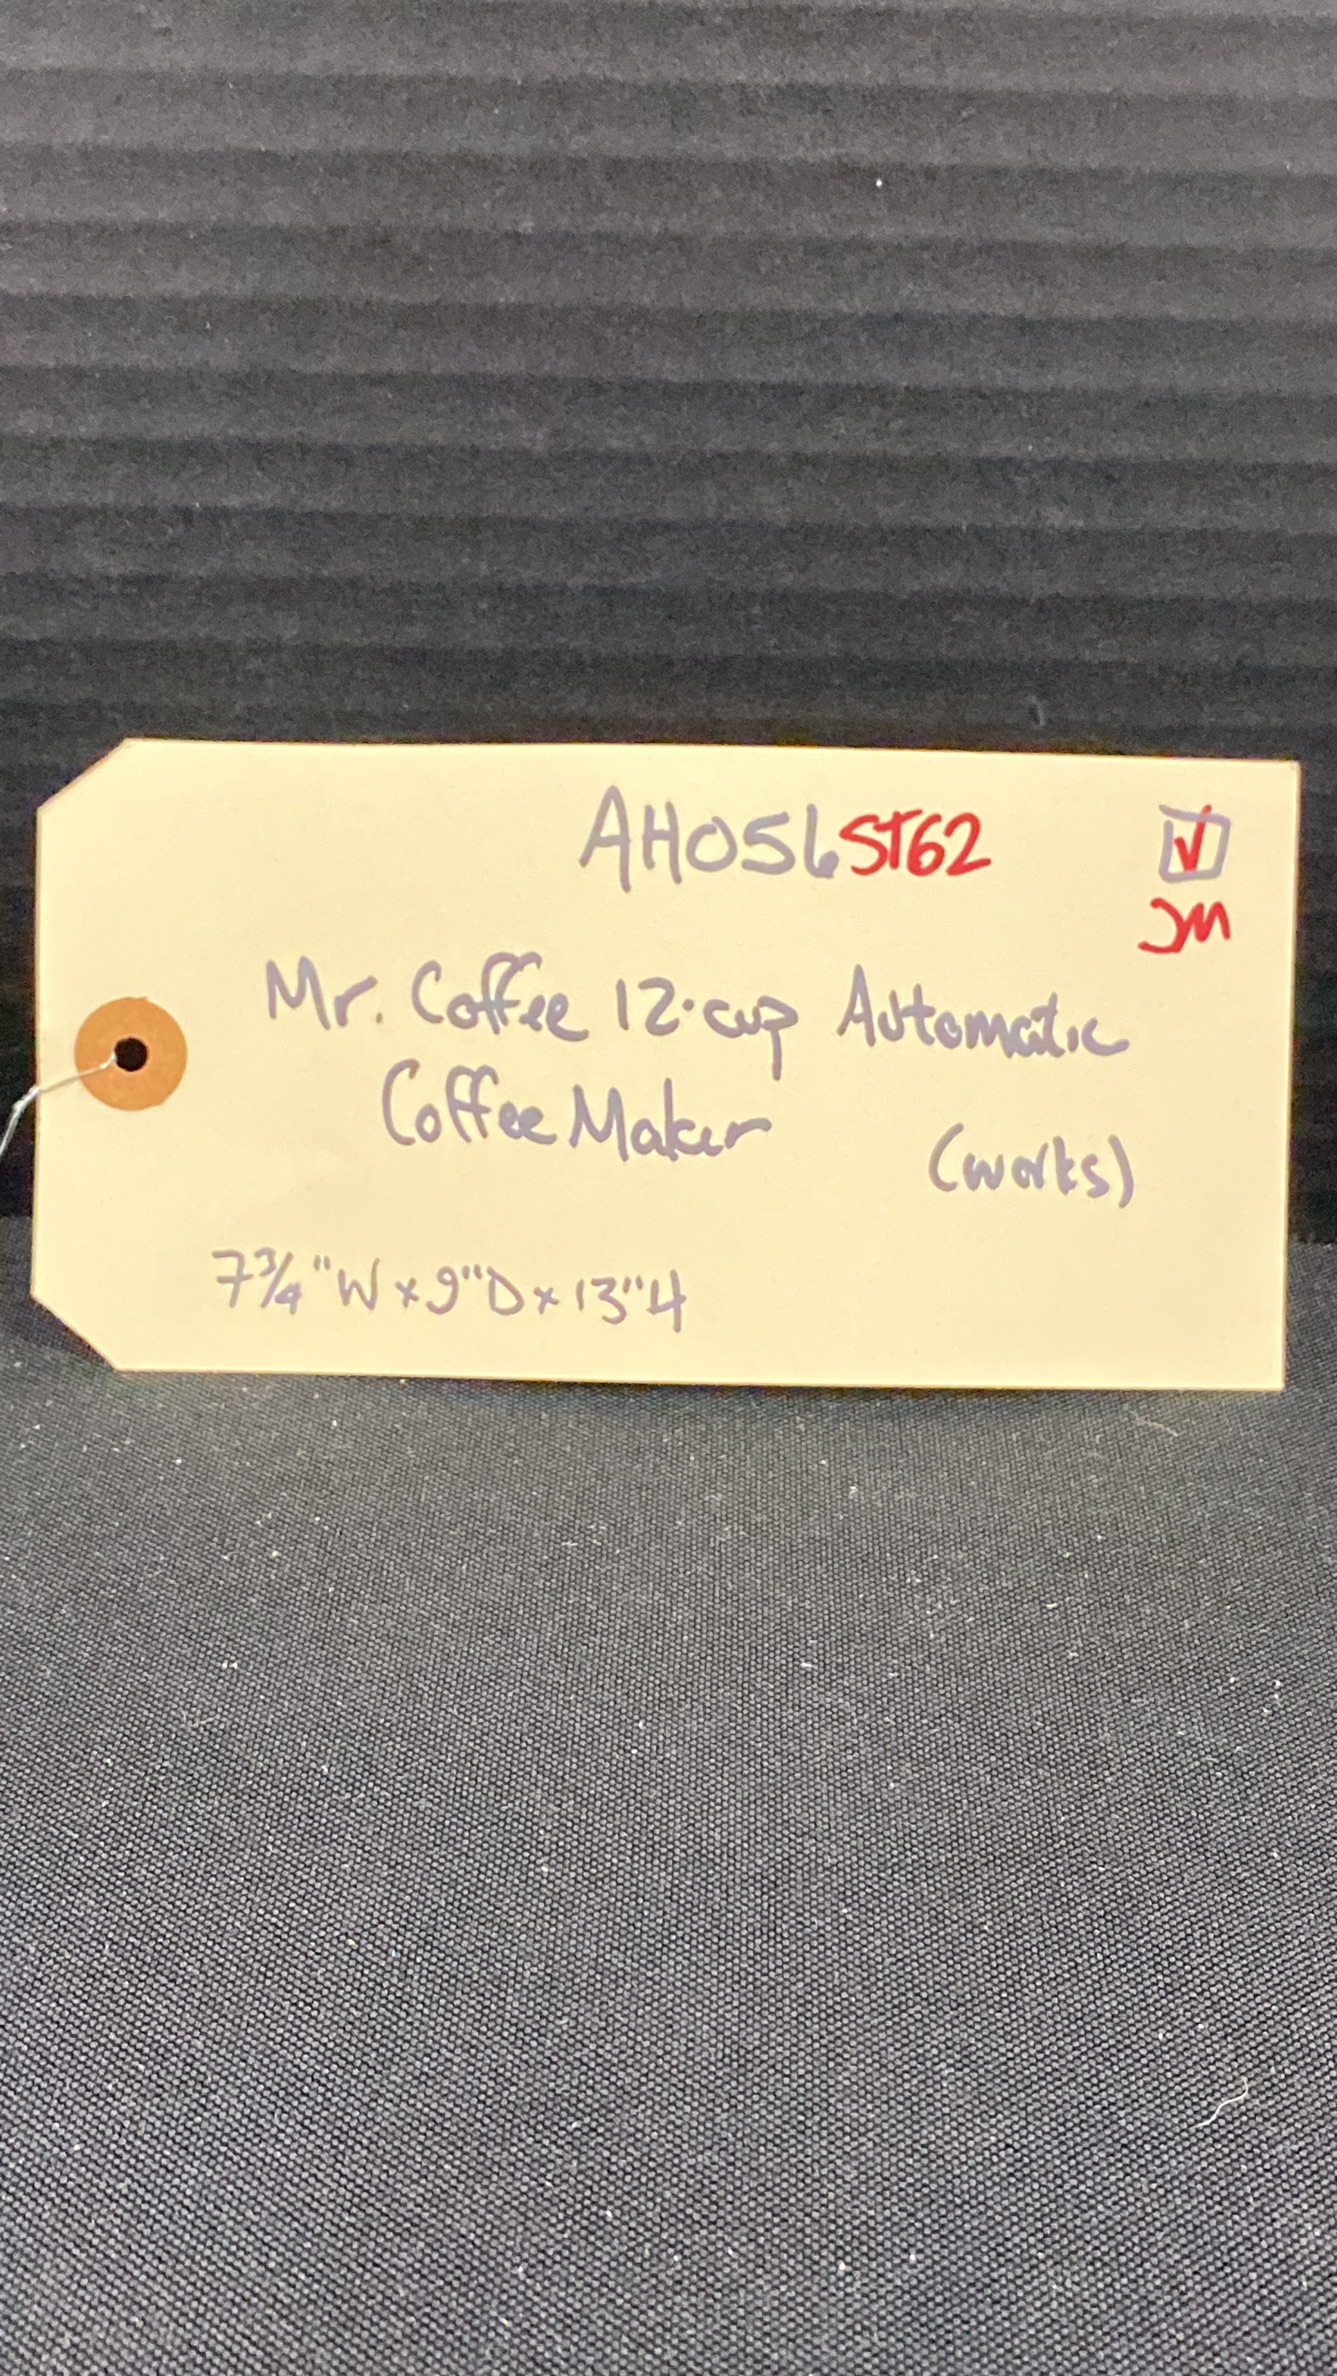 AH056ST62 ☑
JM
Mr. Coffee 12-cup Automatic
Coffee Maker
(works)
7¾"W x 9"D x 13"H